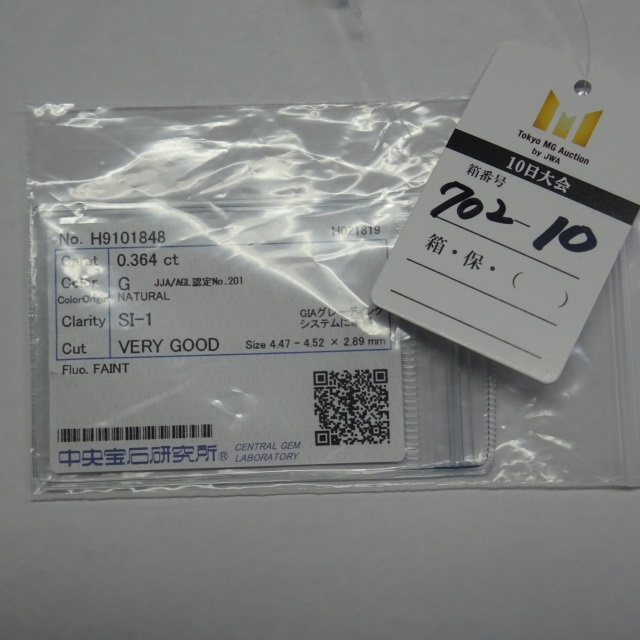 No. H9101848
H021819
Carat 0.364 ct
Color G JJA/AGL認定No.201
ColorOrigin NATURAL
Clarity SI-1
GIAグレーディング
システムに
Cut VERY GOOD Size 4.47 - 4.52 × 2.89 mm
Fluo. FAINT
中央宝石研究所® CENTRAL GEM
LABORATORY
Tokyo MG Auction
by JWA
10日大会
箱番号
702-10
箱・保・( )